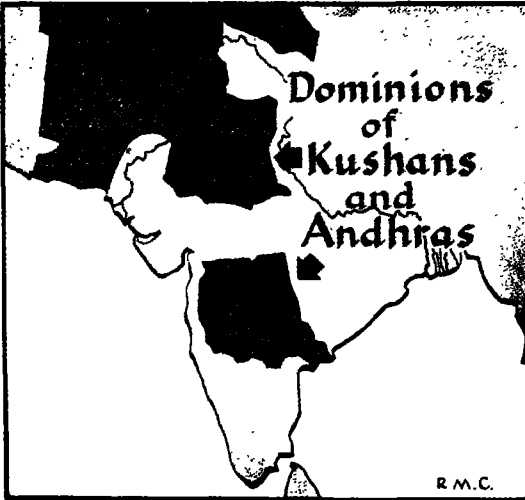 Dominions
of
Kushans
and
Andhras
R M.C.